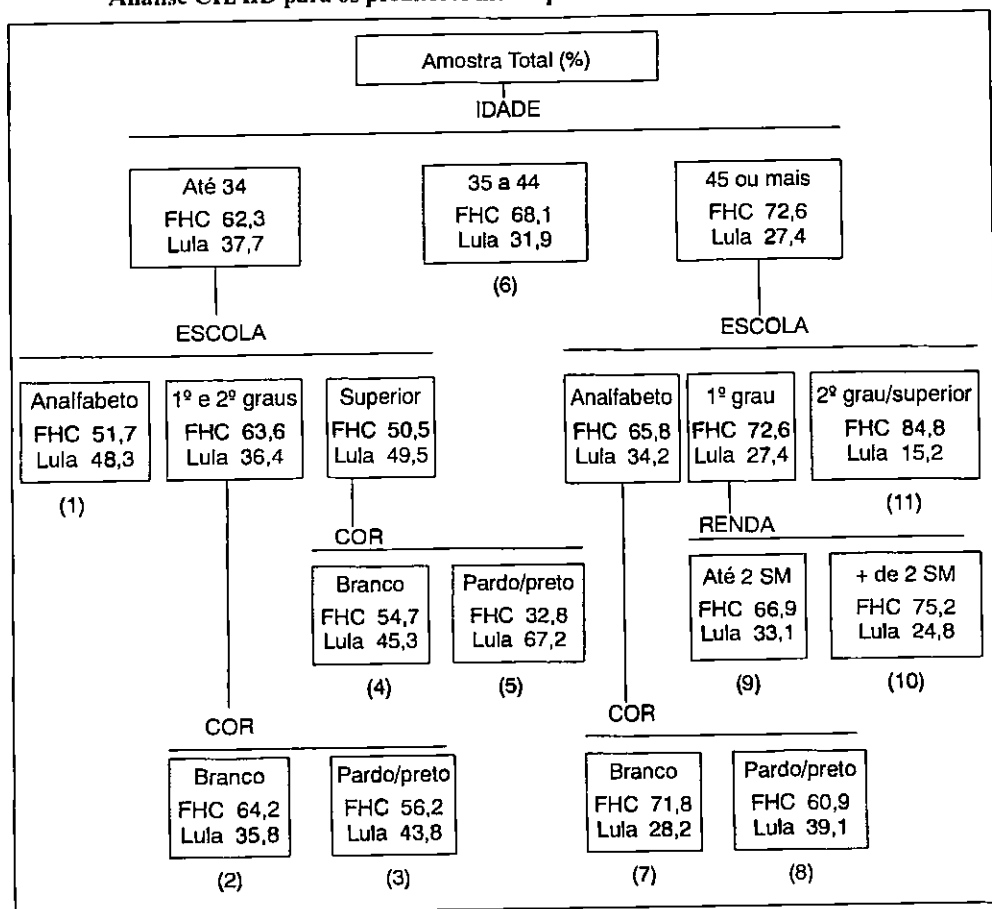 Amostra Total (%)
IDADE
Até 34
FHC 62,3
Lula 37,7
35 a 44
FHC 68,1
Lula 31,9
(6)
45 ou mais
FHC 72,6
Lula 27,4
ESCOLA
Analfabeto
FHC 51,7
Lula 48,3
(1)
1º e 2º graus
FHC 63,6
Lula 36,4
Superior
FHC 50,5
Lula 49,5
COR
Branco
FHC 54,7
Lula 45,3
(4)
Pardo/preto
FHC 32,8
Lula 67,2
(5)
COR
Branco
FHC 64,2
Lula 35,8
(2)
Pardo/preto
FHC 56,2
Lula 43,8
(3)
ESCOLA
Analfabeto
FHC 65,8
Lula 34,2
1º grau
FHC 72,6
Lula 27,4
2º grau/superior
FHC 84,8
Lula 15,2
(11)
RENDA
Até 2 SM
FHC 66,9
Lula 33,1
(9)
+ de 2 SM
FHC 75,2
Lula 24,8
(10)
COR
Branco
FHC 71,8
Lula 28,2
(7)
Pardo/preto
FHC 60,9
Lula 39,1
(8)